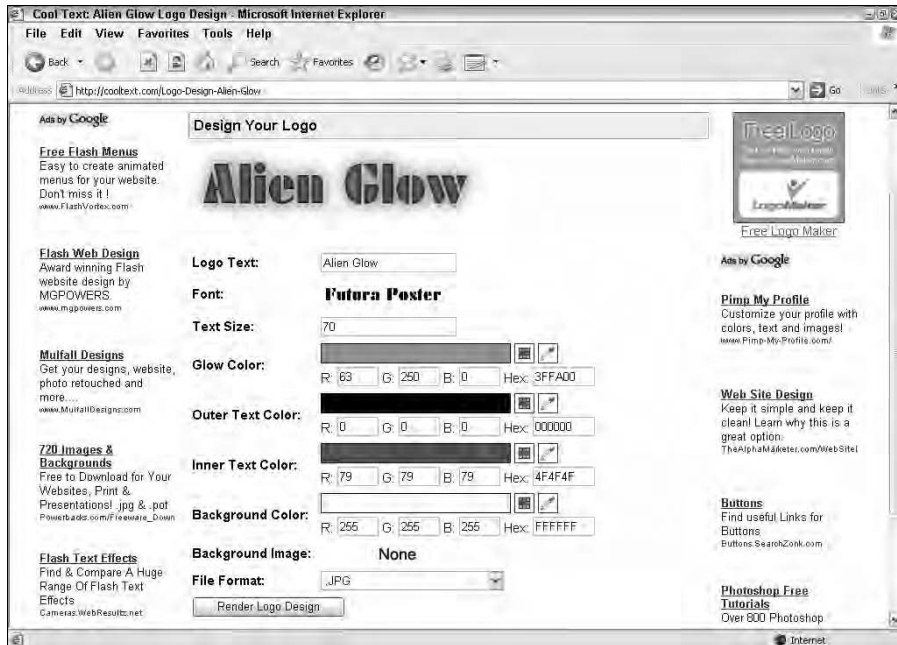 Cool Text: Alien Glow Logo Design - Microsoft Internet Explorer
File Edit View Favorites Tools Help
Back Search Favorites
Address http://cooltext.com/Logo-Design-Alien-Glow Go Links
Ads by Google
Free Flash Menus
Easy to create animated
menus for your website.
Don't miss it !
www.FlashVortex.com
Flash Web Design
Award winning Flash
website design by
MGPOWERS.
www.mgpowers.com
Mulfall Designs
Get your designs, website,
photo retouched and
more....
www.MulfallDesigns.com
720 Images &
Backgrounds
Free to Download for Your
Websites, Print &
Presentations! .jpg & .pot
Powerbacks.com/Freeware_Down
Flash Text Effects
Find & Compare A Huge
Range Of Flash Text
Effects
Cameras.WebResults.net
Design Your Logo
Alien Glow
Logo Text: Alien Glow
Font: Futura Poster
Text Size: 70
Glow Color:
R: 63 G: 250 B: 0 Hex: 3FFA00
Outer Text Color:
R: 0 G: 0 B: 0 Hex: 000000
Inner Text Color:
R: 79 G: 79 B: 79 Hex: 4F4F4F
Background Color:
R: 255 G: 255 B: 255 Hex: FFFFFF
Background Image: None
File Format: .JPG
Render Logo Design
Free Logo
LogoMaker
Free Logo Maker
Ads by Google
Pimp My Profile
Customize your profile with
colors, text and images!
www.Pimp-My-Profile.com/
Web Site Design
Keep it simple and keep it
clean! Learn why this is a
great option.
TheAlphaMarketer.com/WebSite
Buttons
Find useful Links for
Buttons
Buttons.SearchZonk.com
Photoshop Free
Tutorials
Over 800 Photoshop
Internet